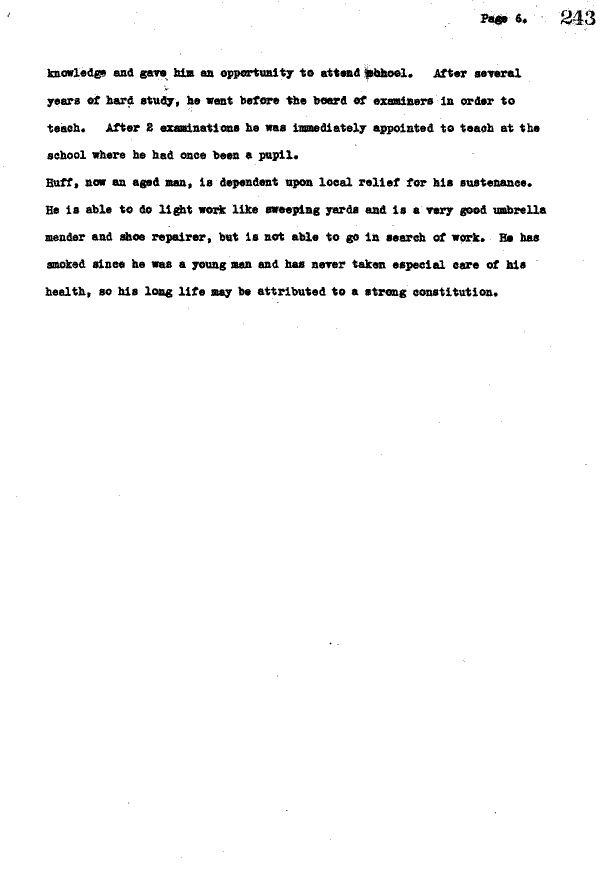 Page 6. 243
knowledge and gave him an opportunity to attend school. After several
years of hard study, he went before the board of examiners in order to
teach. After 2 examinations he was immediately appointed to teach at the
school where he had once been a pupil.
Huff, now an aged man, is dependent upon local relief for his sustenance.
He is able to do light work like sweeping yards and is a very good umbrella
mender and shoe repairer, but is not able to go in search of work. He has
smoked since he was a young man and has never taken especial care of his
health, so his long life may be attributed to a strong constitution.